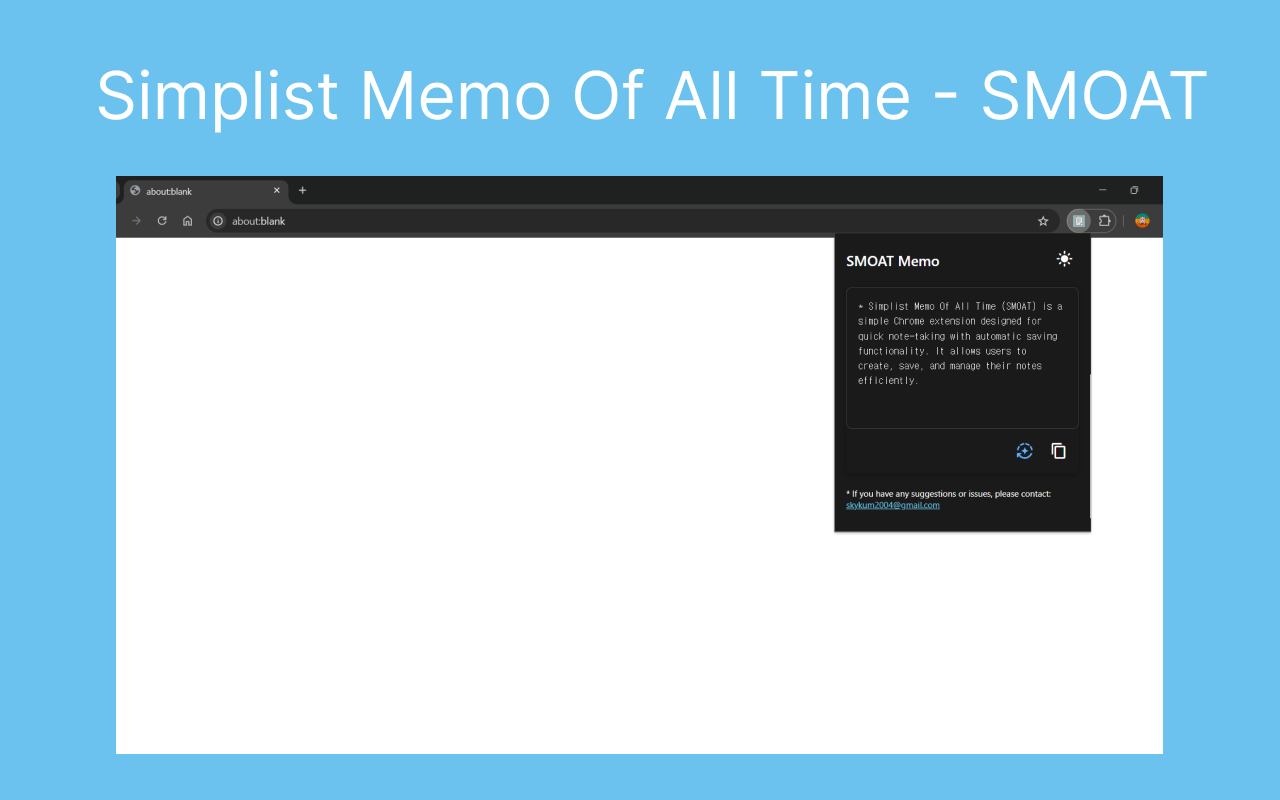 Simplist Memo Of All Time - SMOAT
about:blank
about:blank
SMOAT Memo
* Simplist Memo Of All Time (SMOAT) is a
simple Chrome extension designed for
quick note-taking with automatic saving
functionality. It allows users to
create, save, and manage their notes
efficiently.
* If you have any suggestions or issues, please contact:
skykum2004@gmail.com